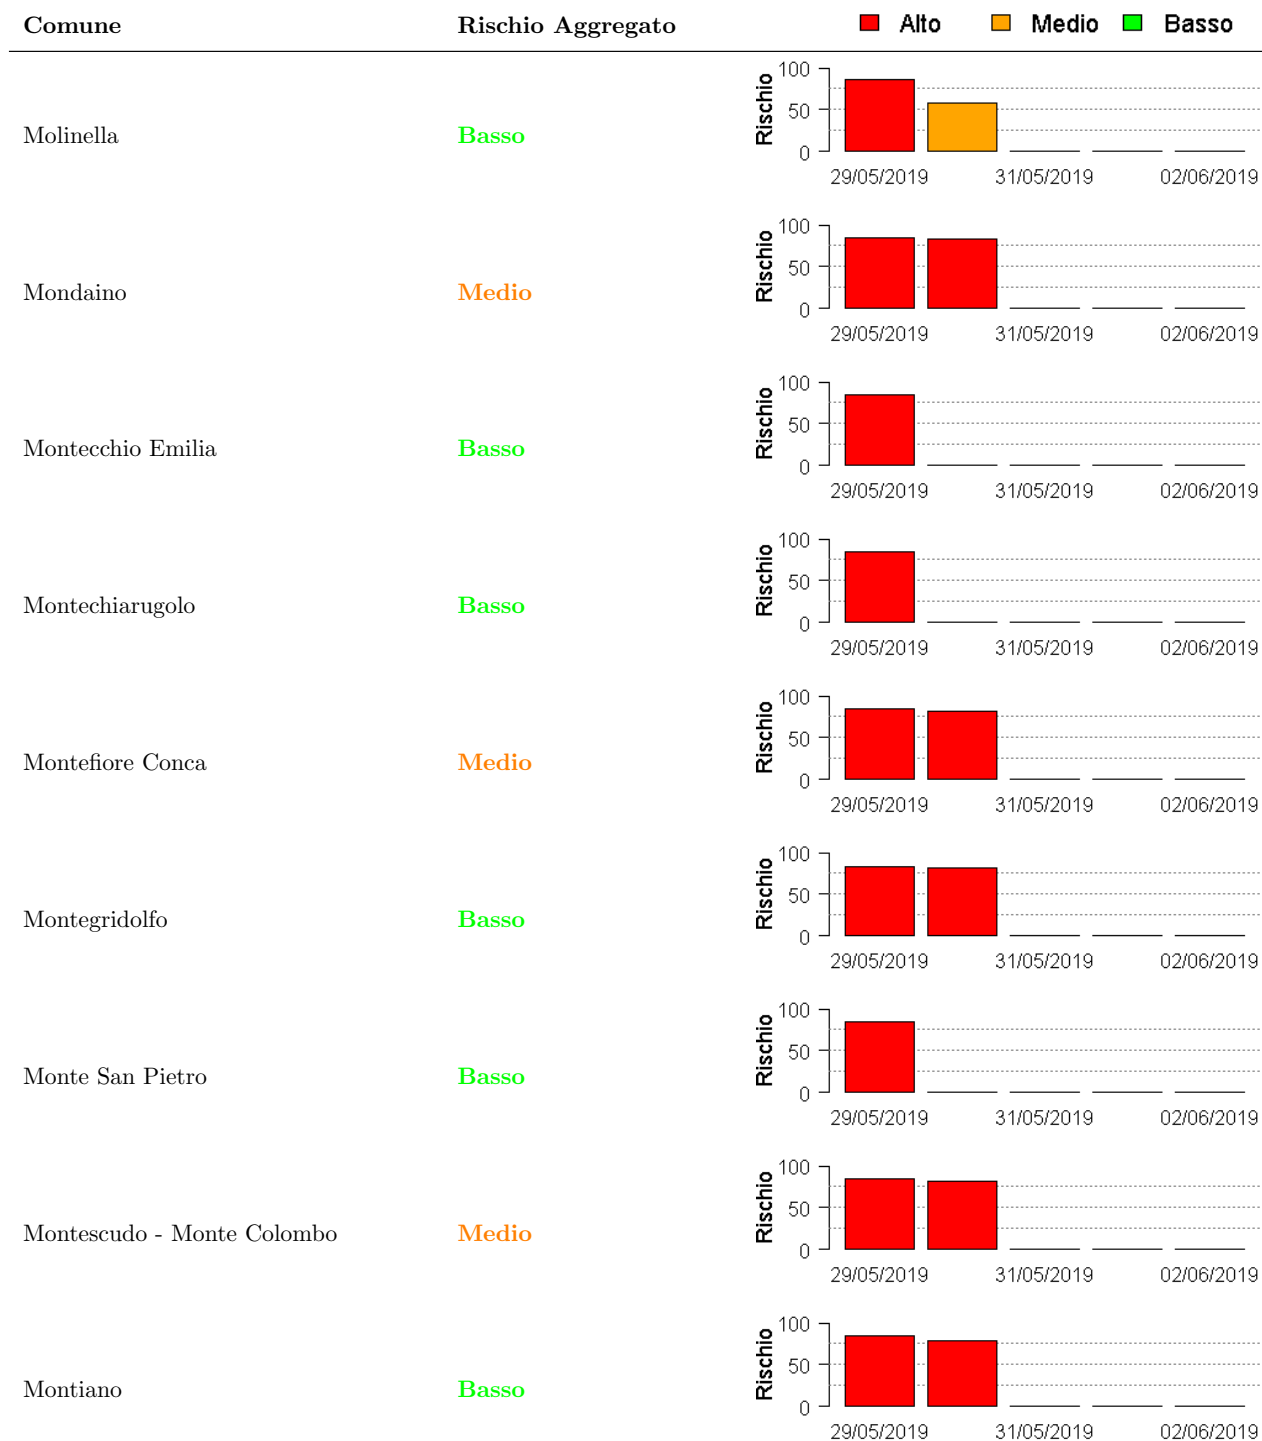 Comune Rischio Aggregato Alto Medio Basso
100
50
0
Rischio
Molinella Basso
29/05/2019 31/05/2019 02/06/2019
100
50
0
Rischio
Mondaino Medio
29/05/2019 31/05/2019 02/06/2019
100
50
0
Rischio
Montecchio Emilia Basso
29/05/2019 31/05/2019 02/06/2019
100
50
0
Rischio
Montechiarugolo Basso
29/05/2019 31/05/2019 02/06/2019
100
50
0
Rischio
Montefiore Conca Medio
29/05/2019 31/05/2019 02/06/2019
100
50
0
Rischio
Montegridolfo Basso
29/05/2019 31/05/2019 02/06/2019
100
50
0
Rischio
Monte San Pietro Basso
29/05/2019 31/05/2019 02/06/2019
100
50
0
Rischio
Montescudo - Monte Colombo Medio
29/05/2019 31/05/2019 02/06/2019
100
50
0
Rischio
Montiano Basso
29/05/2019 31/05/2019 02/06/2019